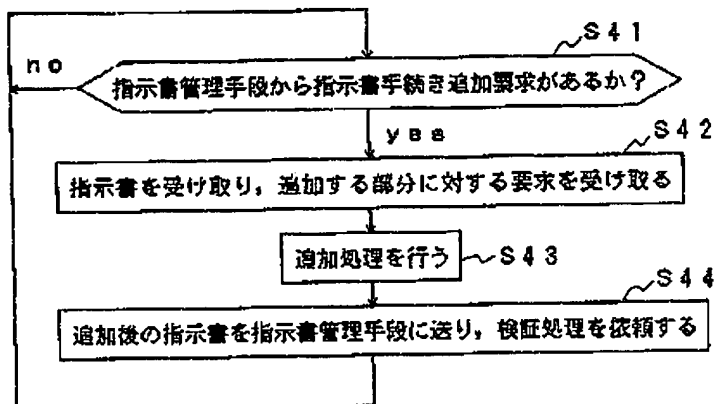 S41
no
指示書管理手段から指示書手続き追加要求があるか？
yes
S42
指示書を受け取り，追加する部分に対する要求を受け取る
追加処理を行う
S43
S44
追加後の指示書を指示書管理手段に送り，検証処理を依頼する